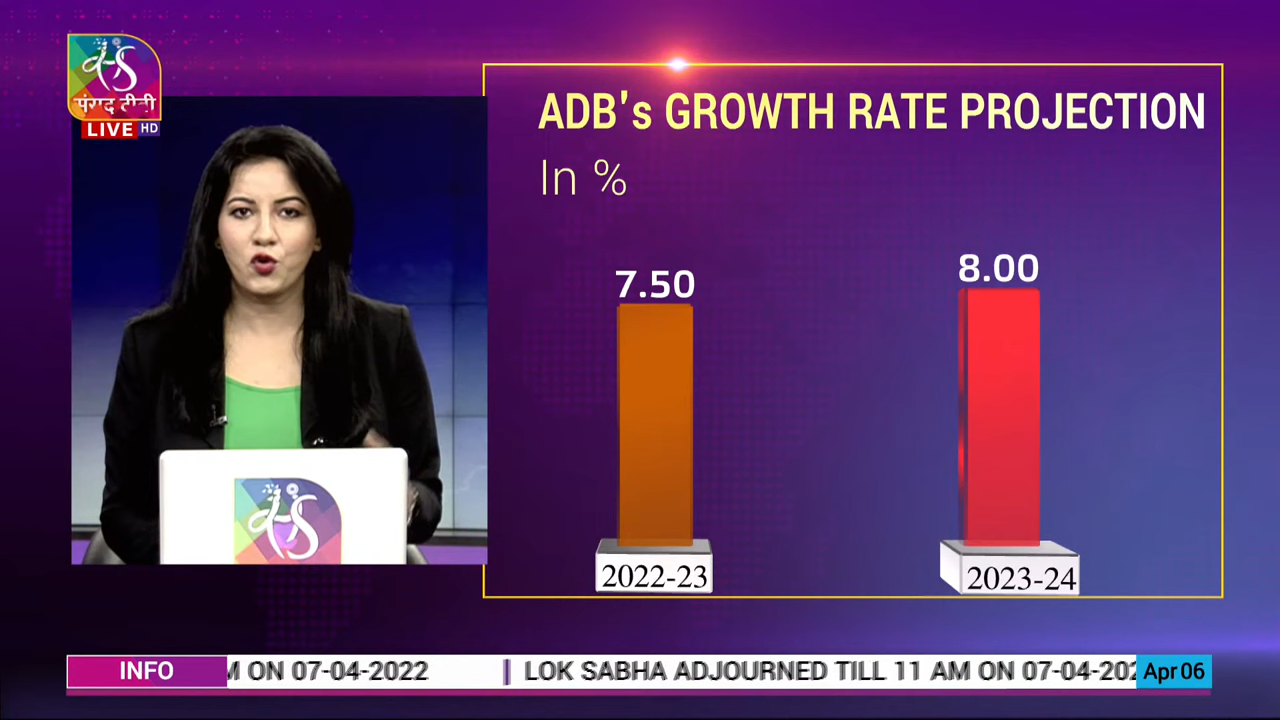 संसद टीवी
LIVE HD
ADB's GROWTH RATE PROJECTION
In %
7.50
8.00
2022-23
2023-24
INFO
M ON 07-04-2022 | LOK SABHA ADJOURNED TILL 11 AM ON 07-04-202
Apr 06